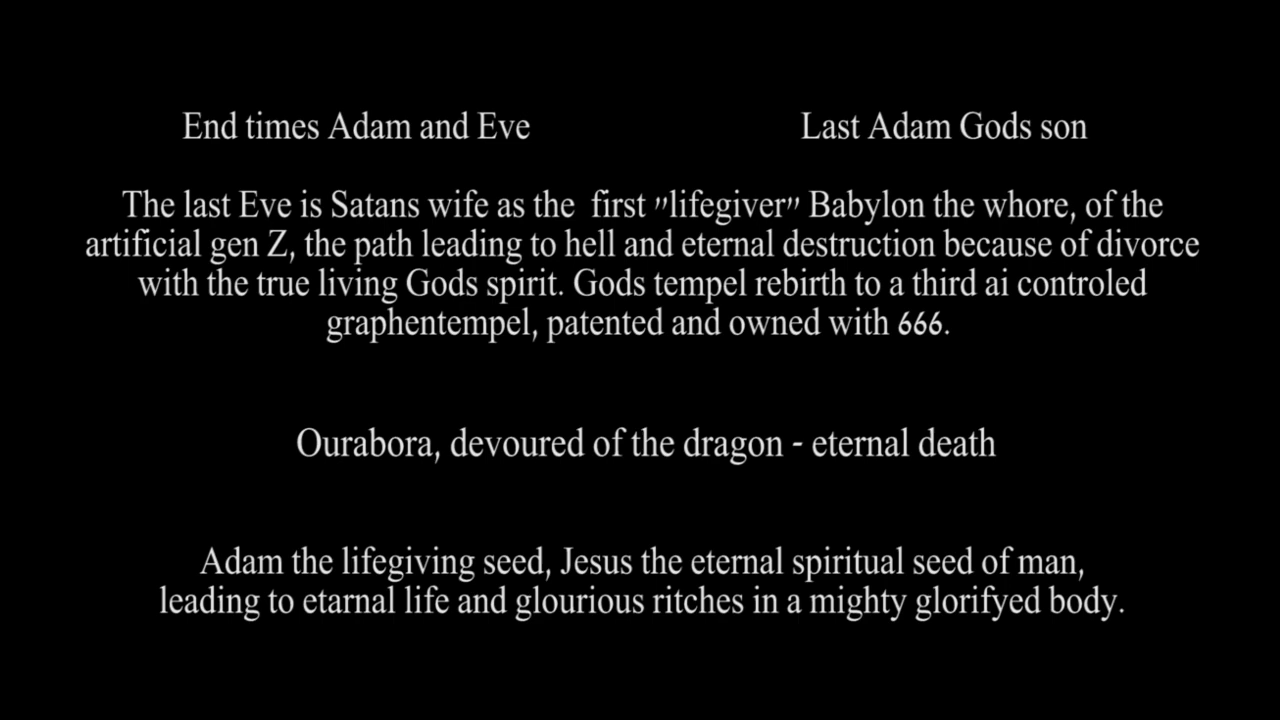 End times Adam and Eve Last Adam Gods son
The last Eve is Satans wife as the first "lifegiver" Babylon the whore, of the
artificial gen Z, the path leading to hell and eternal destruction because of divorce
with the true living Gods spirit. Gods tempel rebirth to a third ai controled
graphentempel, patented and owned with 666.
Ourabora, devoured of the dragon - eternal death
Adam the lifegiving seed, Jesus the eternal spiritual seed of man,
leading to etarnal life and glourious ritches in a mighty glorifyed body.